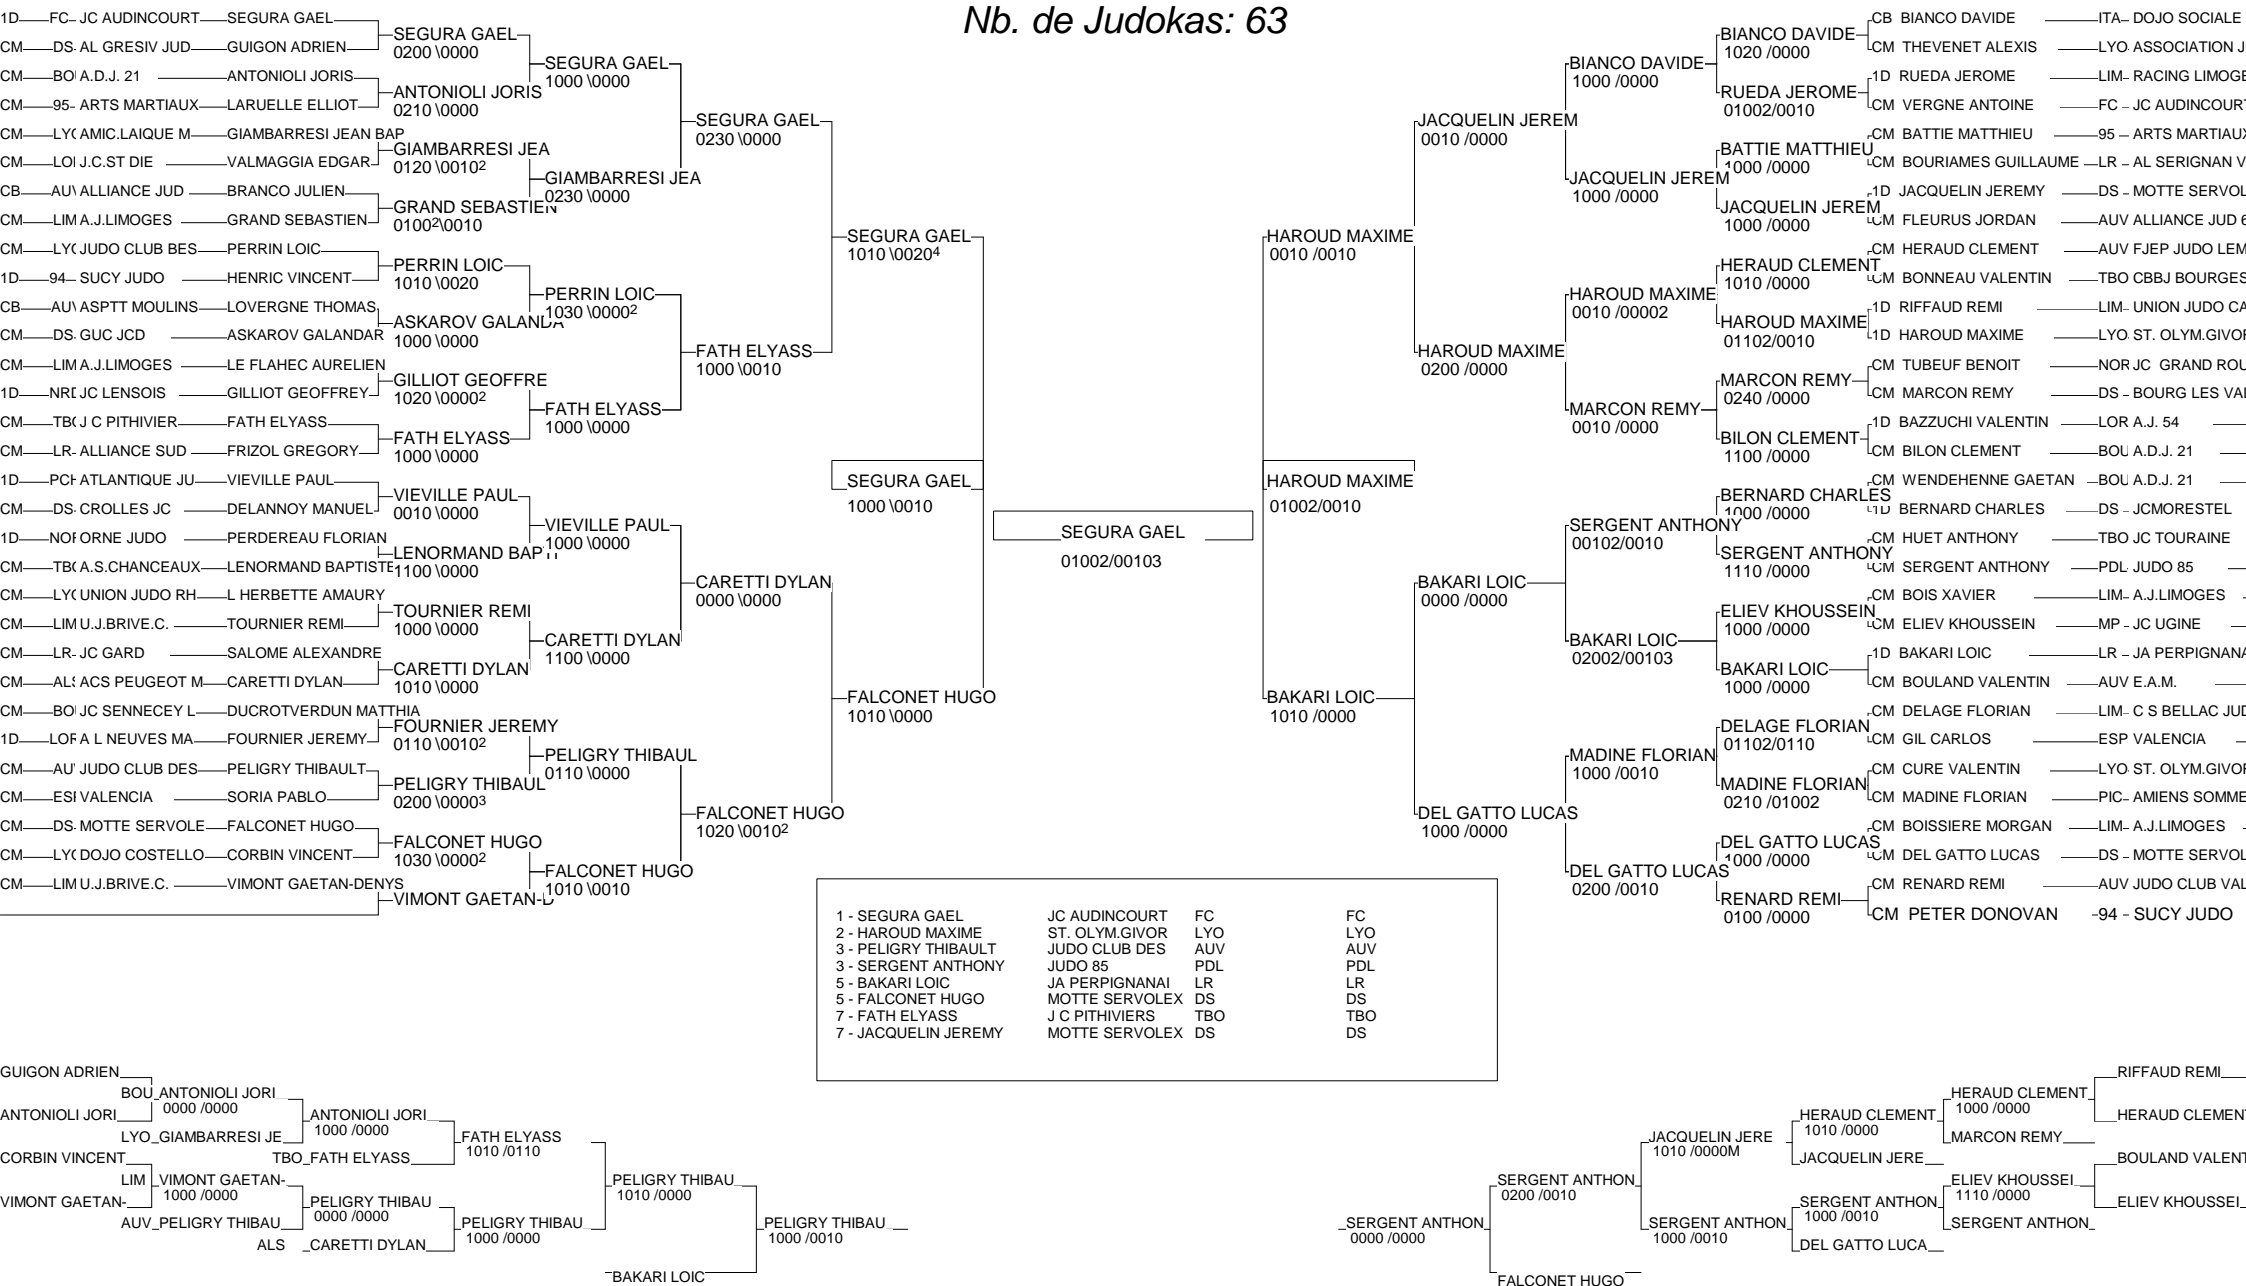 Nb. de Judokas: 63
1D FC- JC AUDINCOURT SEGURA GAEL
CM DS- AL GRESIV JUD GUIGON ADRIEN
CM BO A.D.J. 21 ANTONIOLI JORIS
CM 95- ARTS MARTIAUX LARUELLE ELLIOT
CM LY AMIC.LAIQUE M GIAMBARRESI JEAN BAP
CM LO J.C.ST DIE VALMAGGIA EDGAR
CB AU ALLIANCE JUD BRANCO JULIEN
CM LIM A.J.LIMOGES GRAND SEBASTIEN
CM LY JUDO CLUB BES PERRIN LOIC
1D 94- SUCY JUDO HENRIC VINCENT
CB AU ASPTT MOULINS LOVERGNE THOMAS
CM DS- GUC JCD ASKAROV GALANDAR
CM LIM A.J.LIMOGES LE FLAHEC AURELIEN
1D NR JC LENSOIS GILLIOT GEOFFREY
CM TB J C PITHIVIER FATH ELYASS
CM LR- ALLIANCE SUD FRIZOL GREGORY
1D PC ATLANTIQUE JU VIEVILLE PAUL
CM DS- CROLLES JC DELANNOY MANUEL
1D NO ORNE JUDO PERDEREAU FLORIAN
CM TB A.S.CHANCEAUX LENORMAND BAPTISTE
CM LY UNION JUDO RH L HERBETTE AMAURY
CM LIM U.J.BRIVE.C. TOURNIER REMI
CM LR- JC GARD SALOME ALEXANDRE
CM AL ACS PEUGEOT M CARETTI DYLAN
CM BO JC SENNECEY L DUCROTVERDUN MATTHIA
1D LO A L NEUVES MA FOURNIER JEREMY
CM AU JUDO CLUB DES PELIGRY THIBAULT
CM ES VALENCIA SORIA PABLO
CM DS- MOTTE SERVOLE FALCONET HUGO
CM LY DOJO COSTELLO CORBIN VINCENT
CM LIM U.J.BRIVE.C. VIMONT GAETAN-DENYS
SEGURA GAEL
0200 \0000
ANTONIOLI JORIS
0210 \0000
GIAMBARRESI JEA
0120 \00102
GRAND SEBASTIEN
01002\0010
PERRIN LOIC
1010 \0020
ASKAROV GALANDA
1000 \0000
GILLIOT GEOFFRE
1020 \00002
FATH ELYASS
1000 \0000
VIEVILLE PAUL
0010 \0000
LENORMAND BAPTI
1100 \0000
TOURNIER REMI
1000 \0000
CARETTI DYLAN
1010 \0000
FOURNIER JEREMY
0110 \00102
PELIGRY THIBAUL
0200 \00003
FALCONET HUGO
1030 \00002
VIMONT GAETAN-D
SEGURA GAEL
1000 \0000
GIAMBARRESI JEA
0230 \0000
PERRIN LOIC
1030 \00002
FATH ELYASS
1000 \0000
VIEVILLE PAUL
1000 \0000
CARETTI DYLAN
1100 \0000
PELIGRY THIBAUL
0110 \0000
FALCONET HUGO
1010 \0010
SEGURA GAEL
0230 \0000
FATH ELYASS
1000 \0010
CARETTI DYLAN
0000 \0000
FALCONET HUGO
1020 \00102
SEGURA GAEL
1010 \00204
FALCONET HUGO
1010 \0000
SEGURA GAEL
1000 \0010
SEGURA GAEL
01002/00103
HAROUD MAXIME
01002/0010
HAROUD MAXIME
0010 /0010
BAKARI LOIC
1010 /0000
JACQUELIN JEREM
0010 /0000
HAROUD MAXIME
0200 /0000
BAKARI LOIC
0000 /0000
DEL GATTO LUCAS
1000 /0000
BIANCO DAVIDE
1000 /0000
JACQUELIN JEREM
1000 /0000
HAROUD MAXIME
0010 /00002
MARCON REMY
0010 /0000
SERGENT ANTHONY
00102/0010
BAKARI LOIC
02002/00103
MADINE FLORIAN
1000 /0010
DEL GATTO LUCAS
0200 /0010
BIANCO DAVIDE
1020 /0000
RUEDA JEROME
01002/0010
BATTIE MATTHIEU
1000 /0000
JACQUELIN JEREM
1000 /0000
HERAUD CLEMENT
1010 /0000
HAROUD MAXIME
01102/0010
MARCON REMY
0240 /0000
BILON CLEMENT
1100 /0000
BERNARD CHARLES
1000 /0000
SERGENT ANTHONY
1110 /0000
ELIEV KHOUSSEIN
1000 /0000
BAKARI LOIC
1000 /0000
DELAGE FLORIAN
01102/0110
MADINE FLORIAN
0210 /01002
DEL GATTO LUCAS
1000 /0000
RENARD REMI
0100 /0000
CB BIANCO DAVIDE ITA- DOJO SOCIALE
CM THEVENET ALEXIS LYO ASSOCIATION J
1D RUEDA JEROME LIM- RACING LIMOGE
CM VERGNE ANTOINE FC - JC AUDINCOURT
CM BATTIE MATTHIEU 95 - ARTS MARTIAUX
CM BOURIAMES GUILLAUME LR - AL SERIGNAN V
1D JACQUELIN JEREMY DS - MOTTE SERVOL
CM FLEURUS JORDAN AUV ALLIANCE JUD 6
CM HERAUD CLEMENT AUV FJEP JUDO LEM
CM BONNEAU VALENTIN TBO CBBJ BOURGES
1D RIFFAUD REMI LIM- UNION JUDO CA
1D HAROUD MAXIME LYO ST. OLYM.GIVOR
CM TUBEUF BENOIT NOR JC GRAND ROU
CM MARCON REMY DS - BOURG LES VAL
1D BAZZUCHI VALENTIN LOR A.J. 54
CM BILON CLEMENT BOU A.D.J. 21
CM WENDEHENNE GAETAN BOU A.D.J. 21
1D BERNARD CHARLES DS - JCMORESTEL
CM HUET ANTHONY TBO JC TOURAINE
CM SERGENT ANTHONY PDL- JUDO 85
CM BOIS XAVIER LIM- A.J.LIMOGES
CM ELIEV KHOUSSEIN MP - JC UGINE
1D BAKARI LOIC LR - JA PERPIGNANA
CM BOULAND VALENTIN AUV E.A.M.
CM DELAGE FLORIAN LIM- C S BELLAC JUD
CM GIL CARLOS ESP VALENCIA
CM CURE VALENTIN LYO ST. OLYM.GIVOR
CM MADINE FLORIAN PIC- AMIENS SOMME
CM BOISSIERE MORGAN LIM- A.J.LIMOGES
CM DEL GATTO LUCAS DS - MOTTE SERVOL
CM RENARD REMI AUV JUDO CLUB VAL
CM PETER DONOVAN -94 - SUCY JUDO
1 - SEGURA GAEL JC AUDINCOURT FC FC
2 - HAROUD MAXIME ST. OLYM.GIVOR LYO LYO
3 - PELIGRY THIBAULT JUDO CLUB DES AUV AUV
3 - SERGENT ANTHONY JUDO 85 PDL PDL
5 - BAKARI LOIC JA PERPIGNANAI LR LR
5 - FALCONET HUGO MOTTE SERVOLEX DS DS
7 - FATH ELYASS J C PITHIVIERS TBO TBO
7 - JACQUELIN JEREMY MOTTE SERVOLEX DS DS
GUIGON ADRIEN
ANTONIOLI JORI
CORBIN VINCENT
VIMONT GAETAN-
BOU ANTONIOLI JORI
0000 /0000
LYO GIAMBARRESI JE
LIM VIMONT GAETAN-
1000 /0000
AUV PELIGRY THIBAU
ANTONIOLI JORI
1000 /0000
TBO FATH ELYASS
PELIGRY THIBAU
0000 /0000
ALS CARETTI DYLAN
FATH ELYASS
1010 /0110
PELIGRY THIBAU
1000 /0000
PELIGRY THIBAU
1010 /0000
BAKARI LOIC
PELIGRY THIBAU
1000 /0010
SERGENT ANTHON
0000 /0000
SERGENT ANTHON
0200 /0010
FALCONET HUGO
JACQUELIN JERE
1010 /0000M
SERGENT ANTHON
1000 /0010
HERAUD CLEMENT
1010 /0000
JACQUELIN JERE
SERGENT ANTHON
1000 /0010
DEL GATTO LUCA
HERAUD CLEMENT
1000 /0000
MARCON REMY
ELIEV KHOUSSEI
1110 /0000
SERGENT ANTHON
RIFFAUD REMI
HERAUD CLEMENT
BOULAND VALENT
ELIEV KHOUSSEI